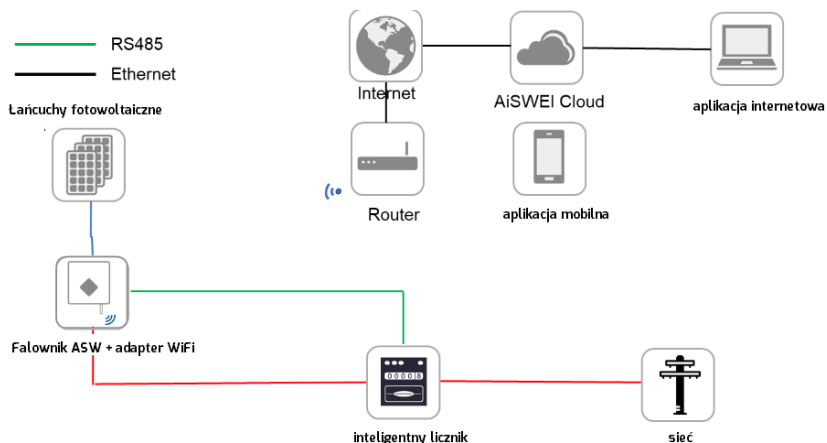 RS485
Ethernet
Internet
AiSWEI Cloud
aplikacja internetowa
Łańcuchy fotowoltaiczne
Router
aplikacja mobilna
Falownik ASW + adapter WiFi
inteligentny licznik
sieć